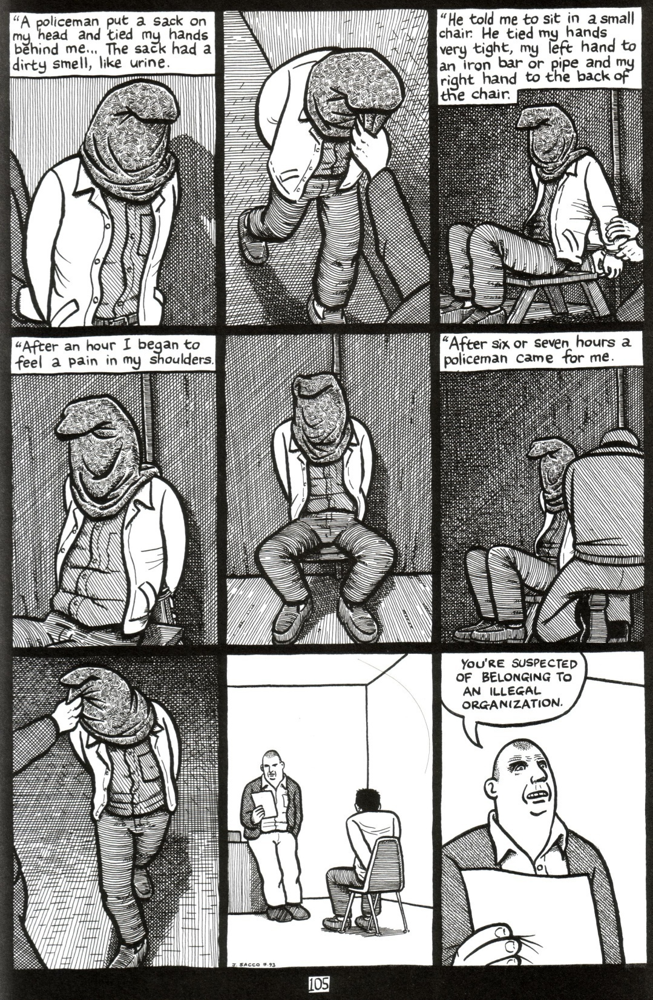 "A policeman put a sack on
my head and tied my hands
behind me... The sack had a
dirty smell, like urine.
"He told me to sit in a small
chair. He tied my hands
very tight, my left hand to
an iron bar or pipe and my
right hand to the back of
the chair.
"After an hour I began to
feel a pain in my shoulders.
"After six or seven hours a
policeman came for me.
YOU'RE SUSPECTED
OF BELONGING TO
AN ILLEGAL
ORGANIZATION.
J. SACCO 7.93
105